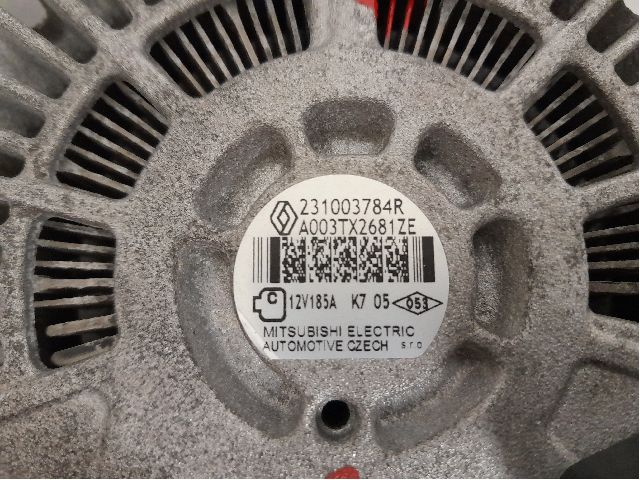 231003784R
A003TX2681ZE
12V185A K7 05 053
MITSUBISHI ELECTRIC
AUTOMOTIVE CZECH s.r.o